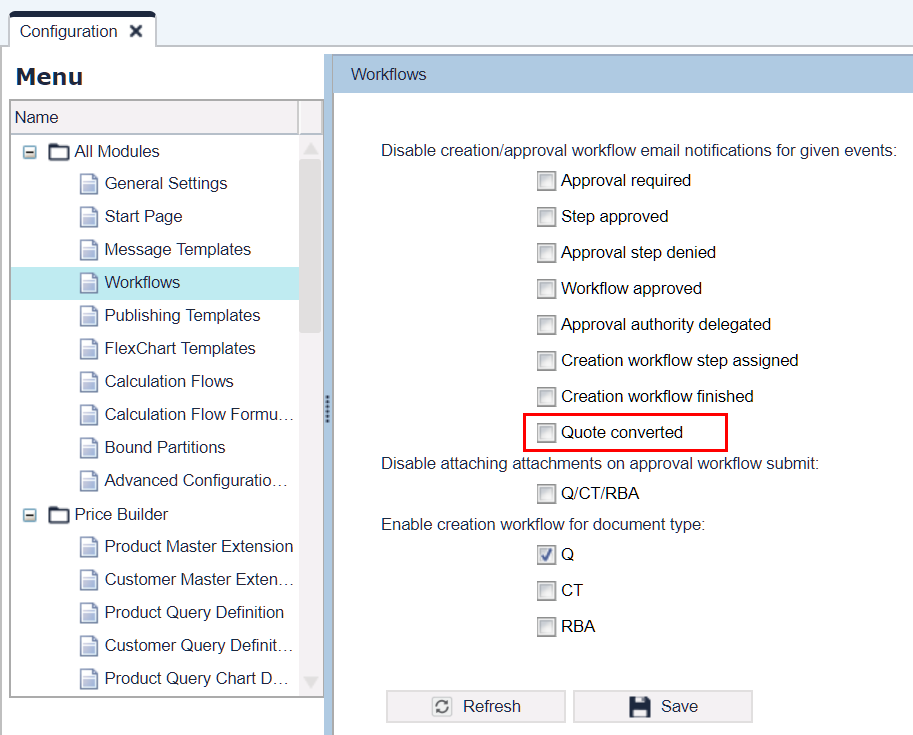 Configuration
Menu
Name
All Modules
General Settings
Start Page
Message Templates
Workflows
Publishing Templates
FlexChart Templates
Calculation Flows
Calculation Flow Formu...
Bound Partitions
Advanced Configuratio...
Price Builder
Product Master Extension
Customer Master Exten...
Product Query Definition
Customer Query Definit...
Product Query Chart D...
Workflows
Disable creation/approval workflow email notifications for given events:
Approval required
Step approved
Approval step denied
Workflow approved
Approval authority delegated
Creation workflow step assigned
Creation workflow finished
Quote converted
Disable attaching attachments on approval workflow submit:
Q/CT/RBA
Enable creation workflow for document type:
Q
CT
RBA
Refresh
Save